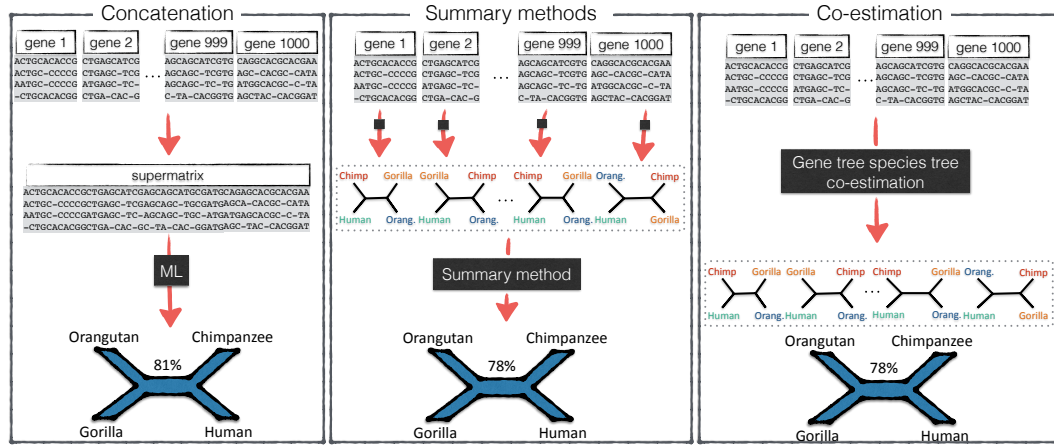 Concatenation
gene 1 gene 2 gene 999 gene 1000
ACTGCACACCG CTGAGCATCG AGCAGCATCGTG CAGGCACGCACGAA
ACTGC-CCCCG CTGAGC-TCG AGCAGC-TCGTG AGC-CACGC-CATA
AATGC-CCCCG ATGAGC-TC- AGCAGC-TC-TG ATGGCACGC-C-TA
-CTGCACACGG CTGA-CAC-G C-TA-CACGGTG AGCTAC-CACGGAT
...
supermatrix
ACTGCACACCGCTGAGCATCGAGCAGCATGCGATGCAGAGCACGCACGAA
ACTGC-CCCCGCTGAGC-TCGAGCAGC-TGCGATGAGCA-CACGC-CATA
AATGC-CCCCGATGAGC-TC-AGCAGC-TGC-ATGATGAGCACGC-C-TA
-CTGCACACGGCTGA-CAC-GC-TA-CAC-GGATGAGC-TAC-CACGGAT
ML
Orangutan Chimpanzee
81%
Gorilla Human
Summary methods
gene 1 gene 2 gene 999 gene 1000
ACTGCACACCG CTGAGCATCG AGCAGCATCGTG CAGGCACGCACGAA
ACTGC-CCCCG CTGAGC-TCG AGCAGC-TCGTG AGC-CACGC-CATA
AATGC-CCCCG ATGAGC-TC- AGCAGC-TC-TG ATGGCACGC-C-TA
-CTGCACACGG CTGA-CAC-G C-TA-CACGGTG AGCTAC-CACGGAT
...
Chimp Gorilla Gorilla Chimp Chimp Gorilla Orang. Chimp
...
Human Orang. Human Orang. Human Orang. Human Gorilla
Summary method
Orangutan Chimpanzee
78%
Gorilla Human
Co-estimation
gene 1 gene 2 gene 999 gene 1000
ACTGCACACCG CTGAGCATCG AGCAGCATCGTG CAGGCACGCACGAA
ACTGC-CCCCG CTGAGC-TCG AGCAGC-TCGTG AGC-CACGC-CATA
AATGC-CCCCG ATGAGC-TC- AGCAGC-TC-TG ATGGCACGC-C-TA
-CTGCACACGG CTGA-CAC-G C-TA-CACGGTG AGCTAC-CACGGAT
...
Gene tree species tree
co-estimation
Chimp Gorilla Gorilla Chimp Chimp Gorilla Orang. Chimp
...
Human Orang. Human Orang. Human Orang. Human Gorilla
Orangutan Chimpanzee
78%
Gorilla Human